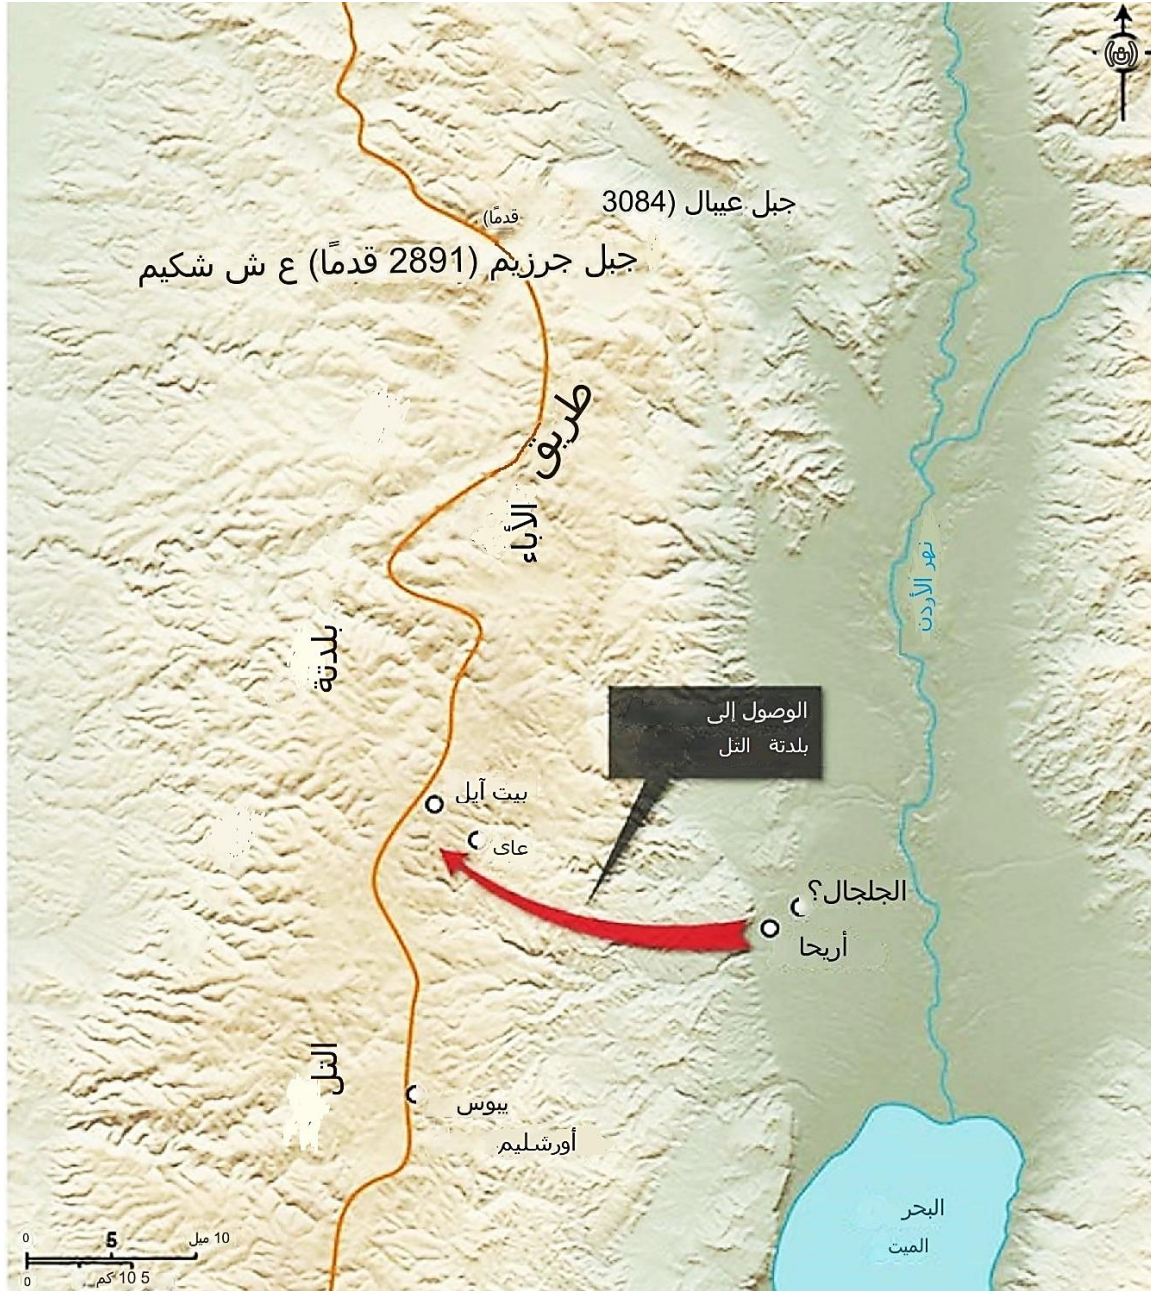 (ن)
جبل عيبال (3084
قدمًا)
جبل جرزيم (2891 قدمًا) ع ش شكيم
طريق
الأباء
نهر الأردن
بلدتة
الوصول إلى
بلدتة التل
بيت آيل
عاى
الجلجال؟
أريحا
التل
يبوس
أورشليم
البحر
الميت
0 5 10 ميل
0 5 10 كم